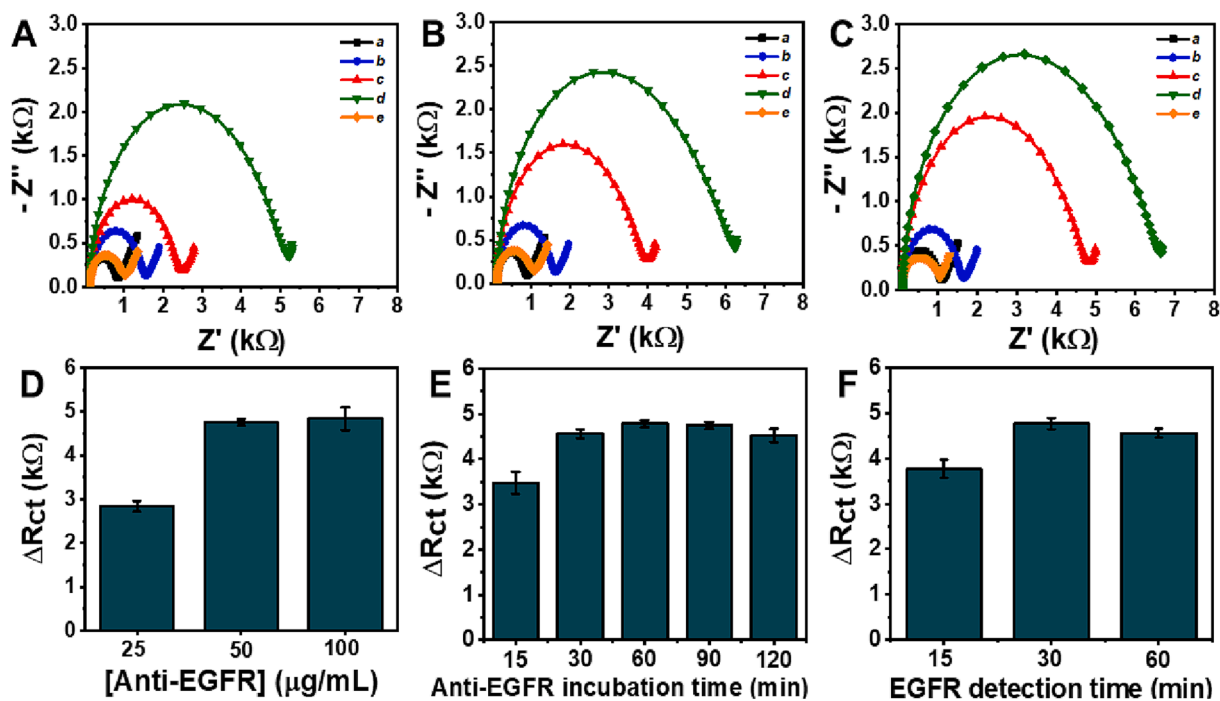 A
3.0
2.5
2.0
1.5
1.0
0.5
0.0
- Z'' (kΩ)
a
b
c
d
e
1 2 3 4 5 6 7 8
Z' (kΩ)
B
3.0
2.5
2.0
1.5
1.0
0.5
0.0
- Z'' (kΩ)
a
b
c
d
e
1 2 3 4 5 6 7 8
Z' (kΩ)
C
3.0
2.5
2.0
1.5
1.0
0.5
0.0
- Z'' (kΩ)
a
b
c
d
e
1 2 3 4 5 6 7 8
Z' (kΩ)
D
6
5
4
3
2
1
0
ΔRct (kΩ)
25 50 100
[Anti-EGFR] (μg/mL)
E
6
5
4
3
2
1
0
ΔRct (kΩ)
15 30 60 90 120
Anti-EGFR incubation time (min)
F
6
5
4
3
2
1
0
ΔRct (kΩ)
15 30 60
EGFR detection time (min)